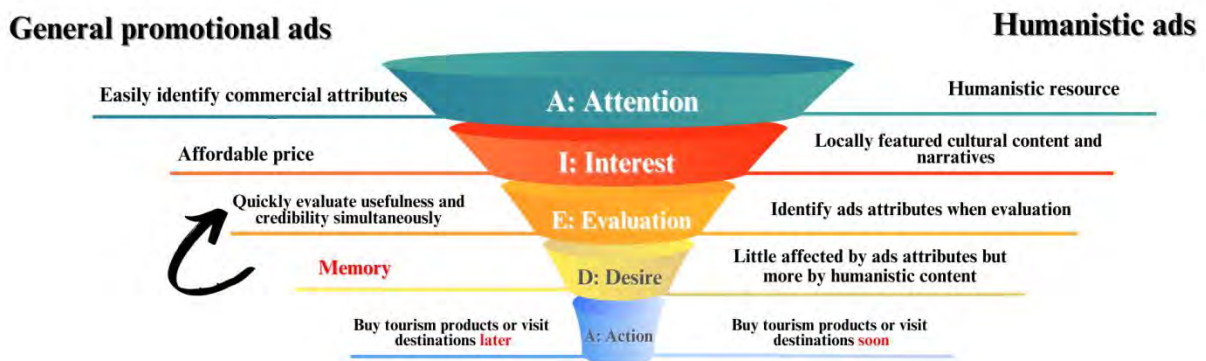 General promotional ads
Humanistic ads
Easily identify commercial attributes
A: Attention
Humanistic resource
Affordable price
I: Interest
Locally featured cultural content and
narratives
Quickly evaluate usefulness and
credibility simultaneously
E: Evaluation
Identify ads attributes when evaluation
Memory
D: Desire
Little affected by ads attributes but
more by humanistic content
Buy tourism products or visit
destinations later
A: Action
Buy tourism products or visit
destinations soon